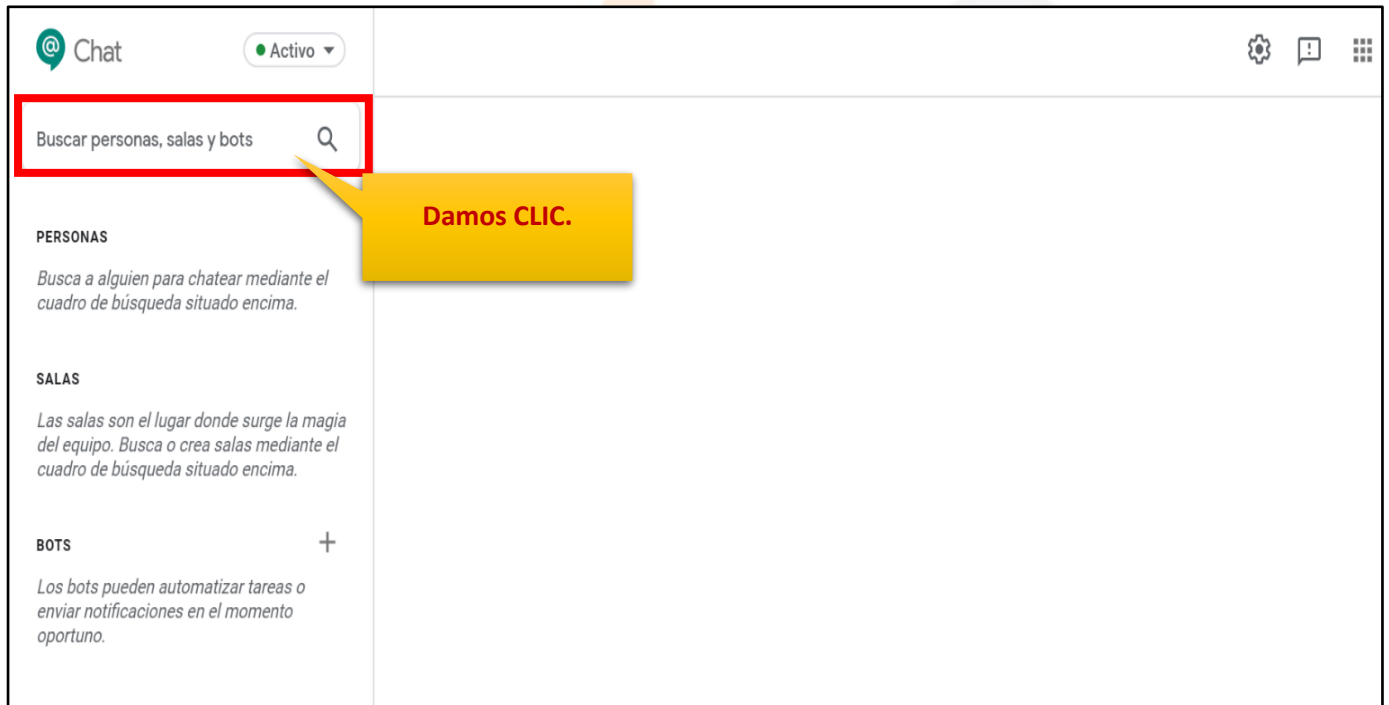 Chat
Activo
Buscar personas, salas y bots
Damos CLIC.
PERSONAS
Busca a alguien para chatear mediante el
cuadro de búsqueda situado encima.
SALAS
Las salas son el lugar donde surge la magia
del equipo. Busca o crea salas mediante el
cuadro de búsqueda situado encima.
BOTS
Los bots pueden automatizar tareas o
enviar notificaciones en el momento
oportuno.